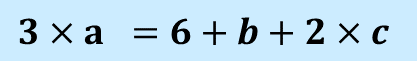 3 × a = 6 + b + 2 × c